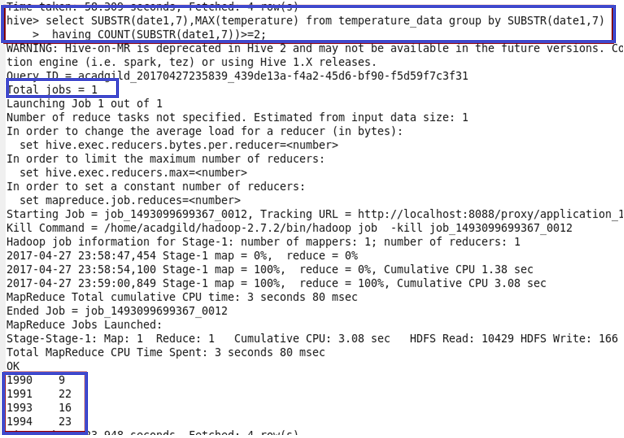 Time taken: 58.309 seconds, Fetched: 4 row(s)
hive> select SUBSTR(date1,7),MAX(temperature) from temperature_data group by SUBSTR(date1,7)
> having COUNT(SUBSTR(date1,7))>=2;
WARNING: Hive-on-MR is deprecated in Hive 2 and may not be available in the future versions. Co
tion engine (i.e. spark, tez) or using Hive 1.X releases.
Query ID = acadgild_20170427235839_439de13a-f4a2-45d6-bf90-f5d59f7c3f31
Total jobs = 1
Launching Job 1 out of 1
Number of reduce tasks not specified. Estimated from input data size: 1
In order to change the average load for a reducer (in bytes):
set hive.exec.reducers.bytes.per.reducer=<number>
In order to limit the maximum number of reducers:
set hive.exec.reducers.max=<number>
In order to set a constant number of reducers:
set mapreduce.job.reduces=<number>
Starting Job = job_1493099699367_0012, Tracking URL = http://localhost:8088/proxy/application_1
Kill Command = /home/acadgild/hadoop-2.7.2/bin/hadoop job  -kill job_1493099699367_0012
Hadoop job information for Stage-1: number of mappers: 1; number of reducers: 1
2017-04-27 23:58:47,454 Stage-1 map = 0%,  reduce = 0%
2017-04-27 23:58:54,100 Stage-1 map = 100%,  reduce = 0%, Cumulative CPU 1.38 sec
2017-04-27 23:59:00,849 Stage-1 map = 100%,  reduce = 100%, Cumulative CPU 3.08 sec
MapReduce Total cumulative CPU time: 3 seconds 80 msec
Ended Job = job_1493099699367_0012
MapReduce Jobs Launched:
Stage-Stage-1: Map: 1  Reduce: 1   Cumulative CPU: 3.08 sec   HDFS Read: 10429 HDFS Write: 166
Total MapReduce CPU Time Spent: 3 seconds 80 msec
OK
1990    9
1991    22
1993    16
1994    23
23.948 seconds, Fetched: 4 row(s)